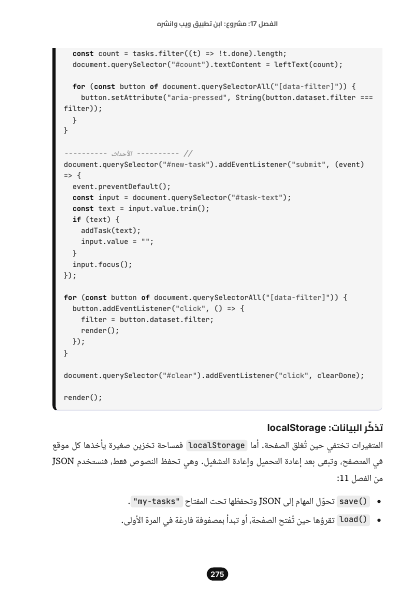 الفصل 17: مشروع: ابنِ تطبيق ويب وانشره
const count = tasks.filter((t) => !t.done).length;
document.querySelector("#count").textContent = leftText(count);
for (const button of document.querySelectorAll("[data-filter]")) {
button.setAttribute("aria-pressed", String(button.dataset.filter ===
filter));
}
}
// ---------- الأحداث ----------
document.querySelector("#new-task").addEventListener("submit", (event)
=> {
event.preventDefault();
const input = document.querySelector("#task-text");
const text = input.value.trim();
if (text) {
addTask(text);
input.value = "";
}
input.focus();
});
for (const button of document.querySelectorAll("[data-filter]")) {
button.addEventListener("click", () => {
filter = button.dataset.filter;
render();
});
}
document.querySelector("#clear").addEventListener("click", clearDone);
render();
تذكّر البيانات: localStorage
المتغيرات تختفي حين تُغلق الصفحة. أما localStorage فمساحة تخزين صغيرة يأخذها كل موقع
في المتصفح، وتبقى بعد إعادة التحميل وإعادة التشغيل. وهي تحفظ النصوص فقط، فنستخدم JSON
من الفصل 11:
• save() تحوّل المهام إلى JSON وتحفظها تحت المفتاح "my-tasks".
• load() تقرؤها حين تُفتح الصفحة، أو تبدأ بمصفوفة فارغة في المرة الأولى.
275